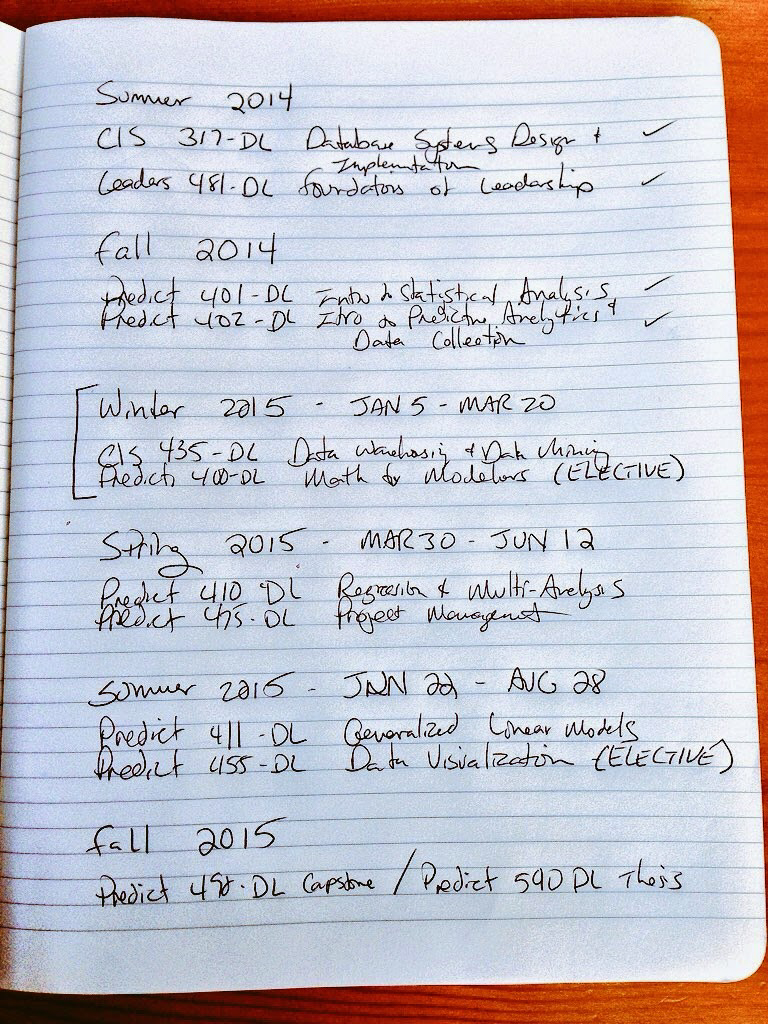 Summer 2014
CIS 317-DL Database Systems Design & ✓
Implementation
Leaders 481-DL Foundations of Leadership ✓
Fall 2014
Predict 401-DL Intro to Statistical Analysis ✓
Predict 402-DL Itro to Predictive Analytics & ✓
Data Collection
Winter 2015 - JAN 5 - MAR 20
CIS 435-DL Data Warehousing & Data Mining
Predict 400-DL Math for Modelers (ELECTIVE)
Spring 2015 - MAR 30 - JUN 12
Predict 410 DL Regression & Multi-Analysis
Predict 475-DL Project Management
Summer 2015 - JUN 22 - AUG 28
Predict 411-DL Generalized Linear Models
Predict 455-DL Data Visualization (ELECTIVE)
Fall 2015
Predict 498-DL Capstone / Predict 590 DL Thesis